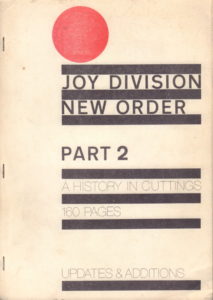 JOY DIVISION
NEW ORDER
PART 2
A HISTORY IN CUTTINGS
160 PAGES
UPDATES & ADDITIONS